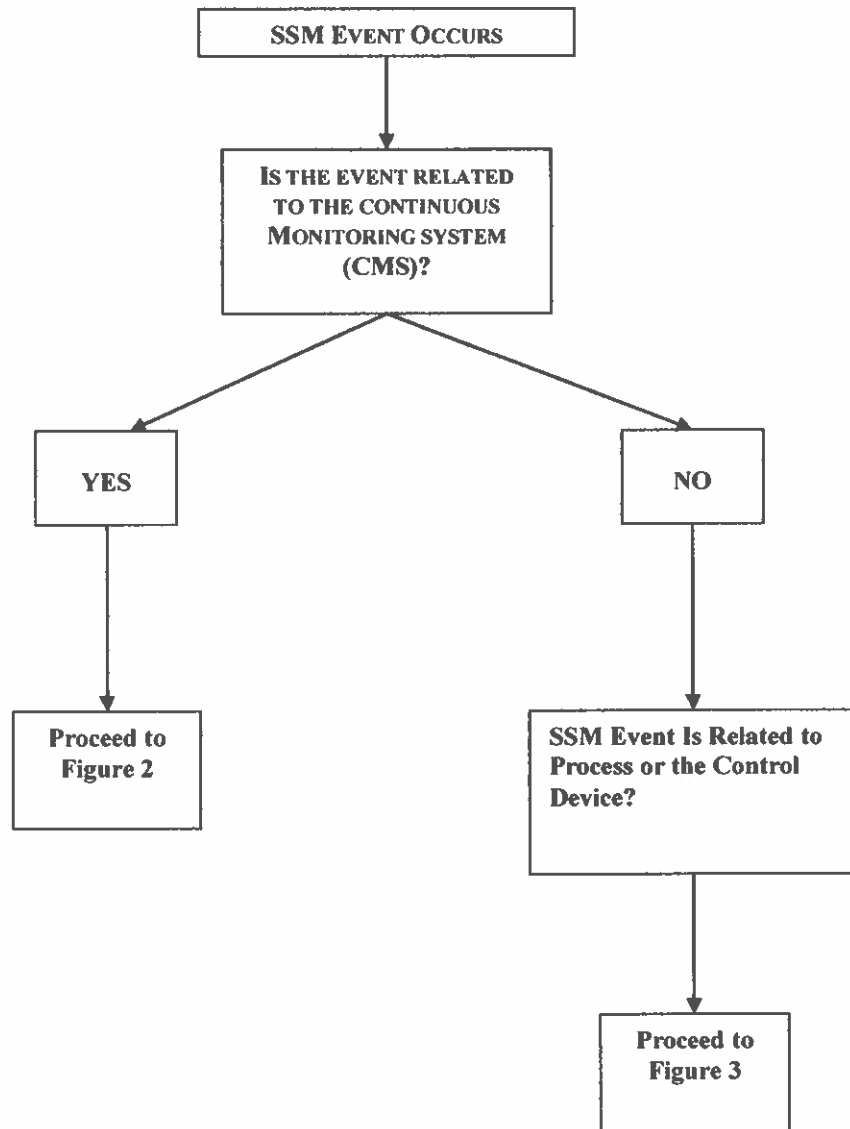 SSM EVENT OCCURS
IS THE EVENT RELATED
TO THE CONTINUOUS
MONITORING SYSTEM
(CMS)?
YES
NO
Proceed to
Figure 2
SSM Event Is Related to
Process or the Control
Device?
Proceed to
Figure 3